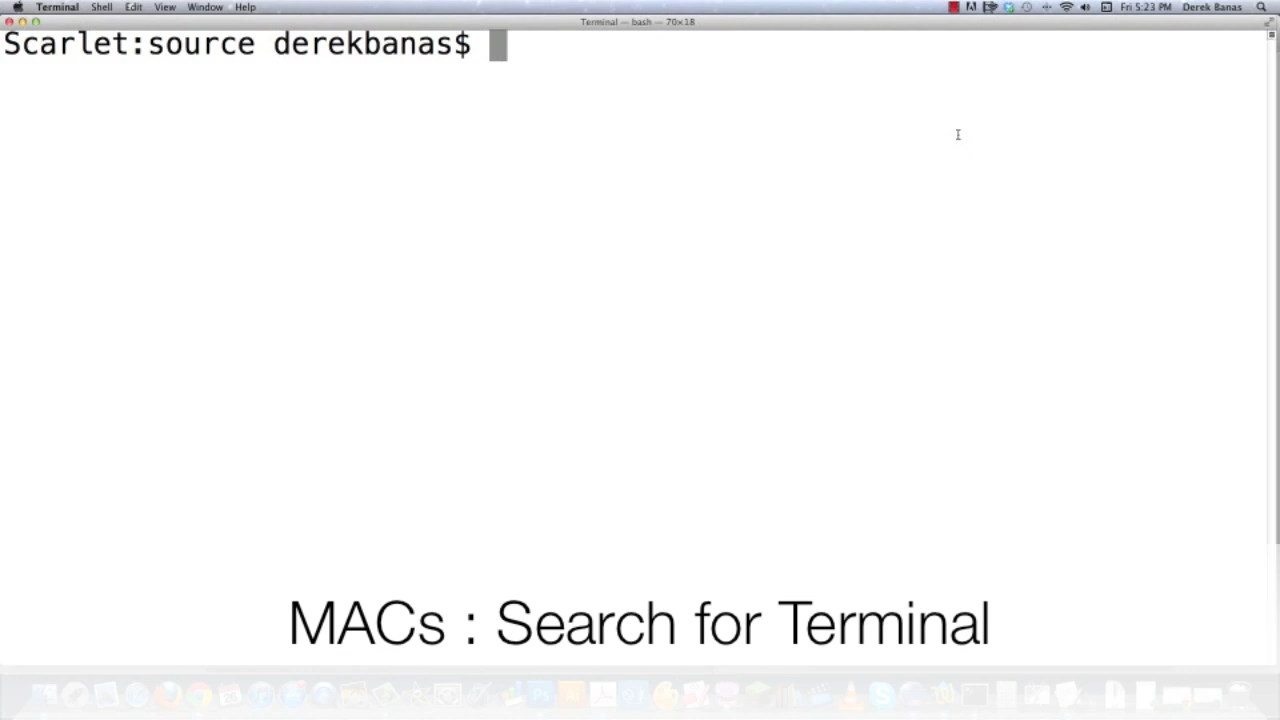 Terminal Shell Edit View Window Help Fri 5:23 PM Derek Banas
Terminal — bash — 70×18
Scarlet:source derekbanas$
MACs : Search for Terminal